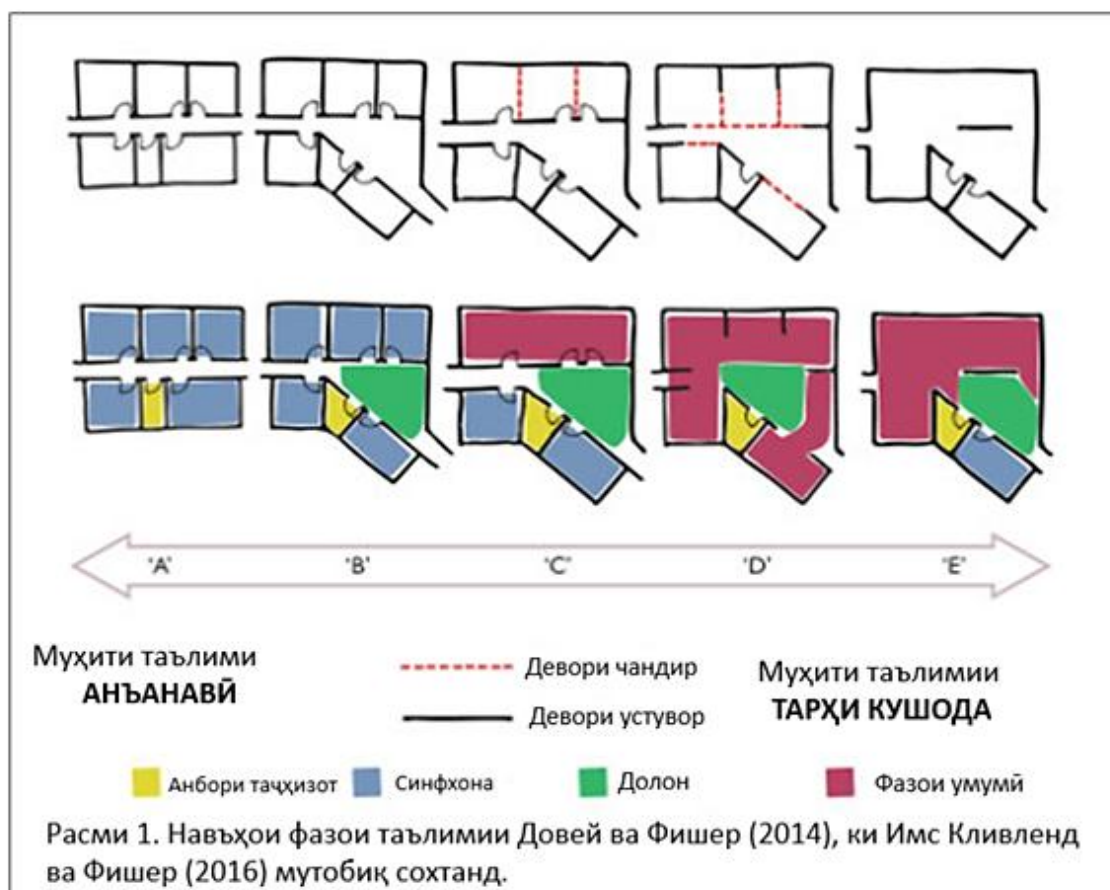 'A' 'B' 'C' 'D' 'E'
Муҳити таълими
АНЪАНАВӢ
Девори чандир
Девори устувор
Муҳити таълимии
ТАРҲИ КУШОДА
Анбори таҷҳизот Синфхона Долон Фазои умумӣ
Расми 1. Навъҳои фазои таълимии Довей ва Фишер (2014), ки Имс Кливленд
ва Фишер (2016) мутобиқ сохтанд.